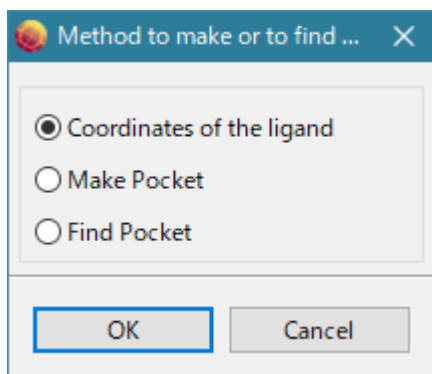 Method to make or to find ...
Coordinates of the ligand
Make Pocket
Find Pocket
OK
Cancel